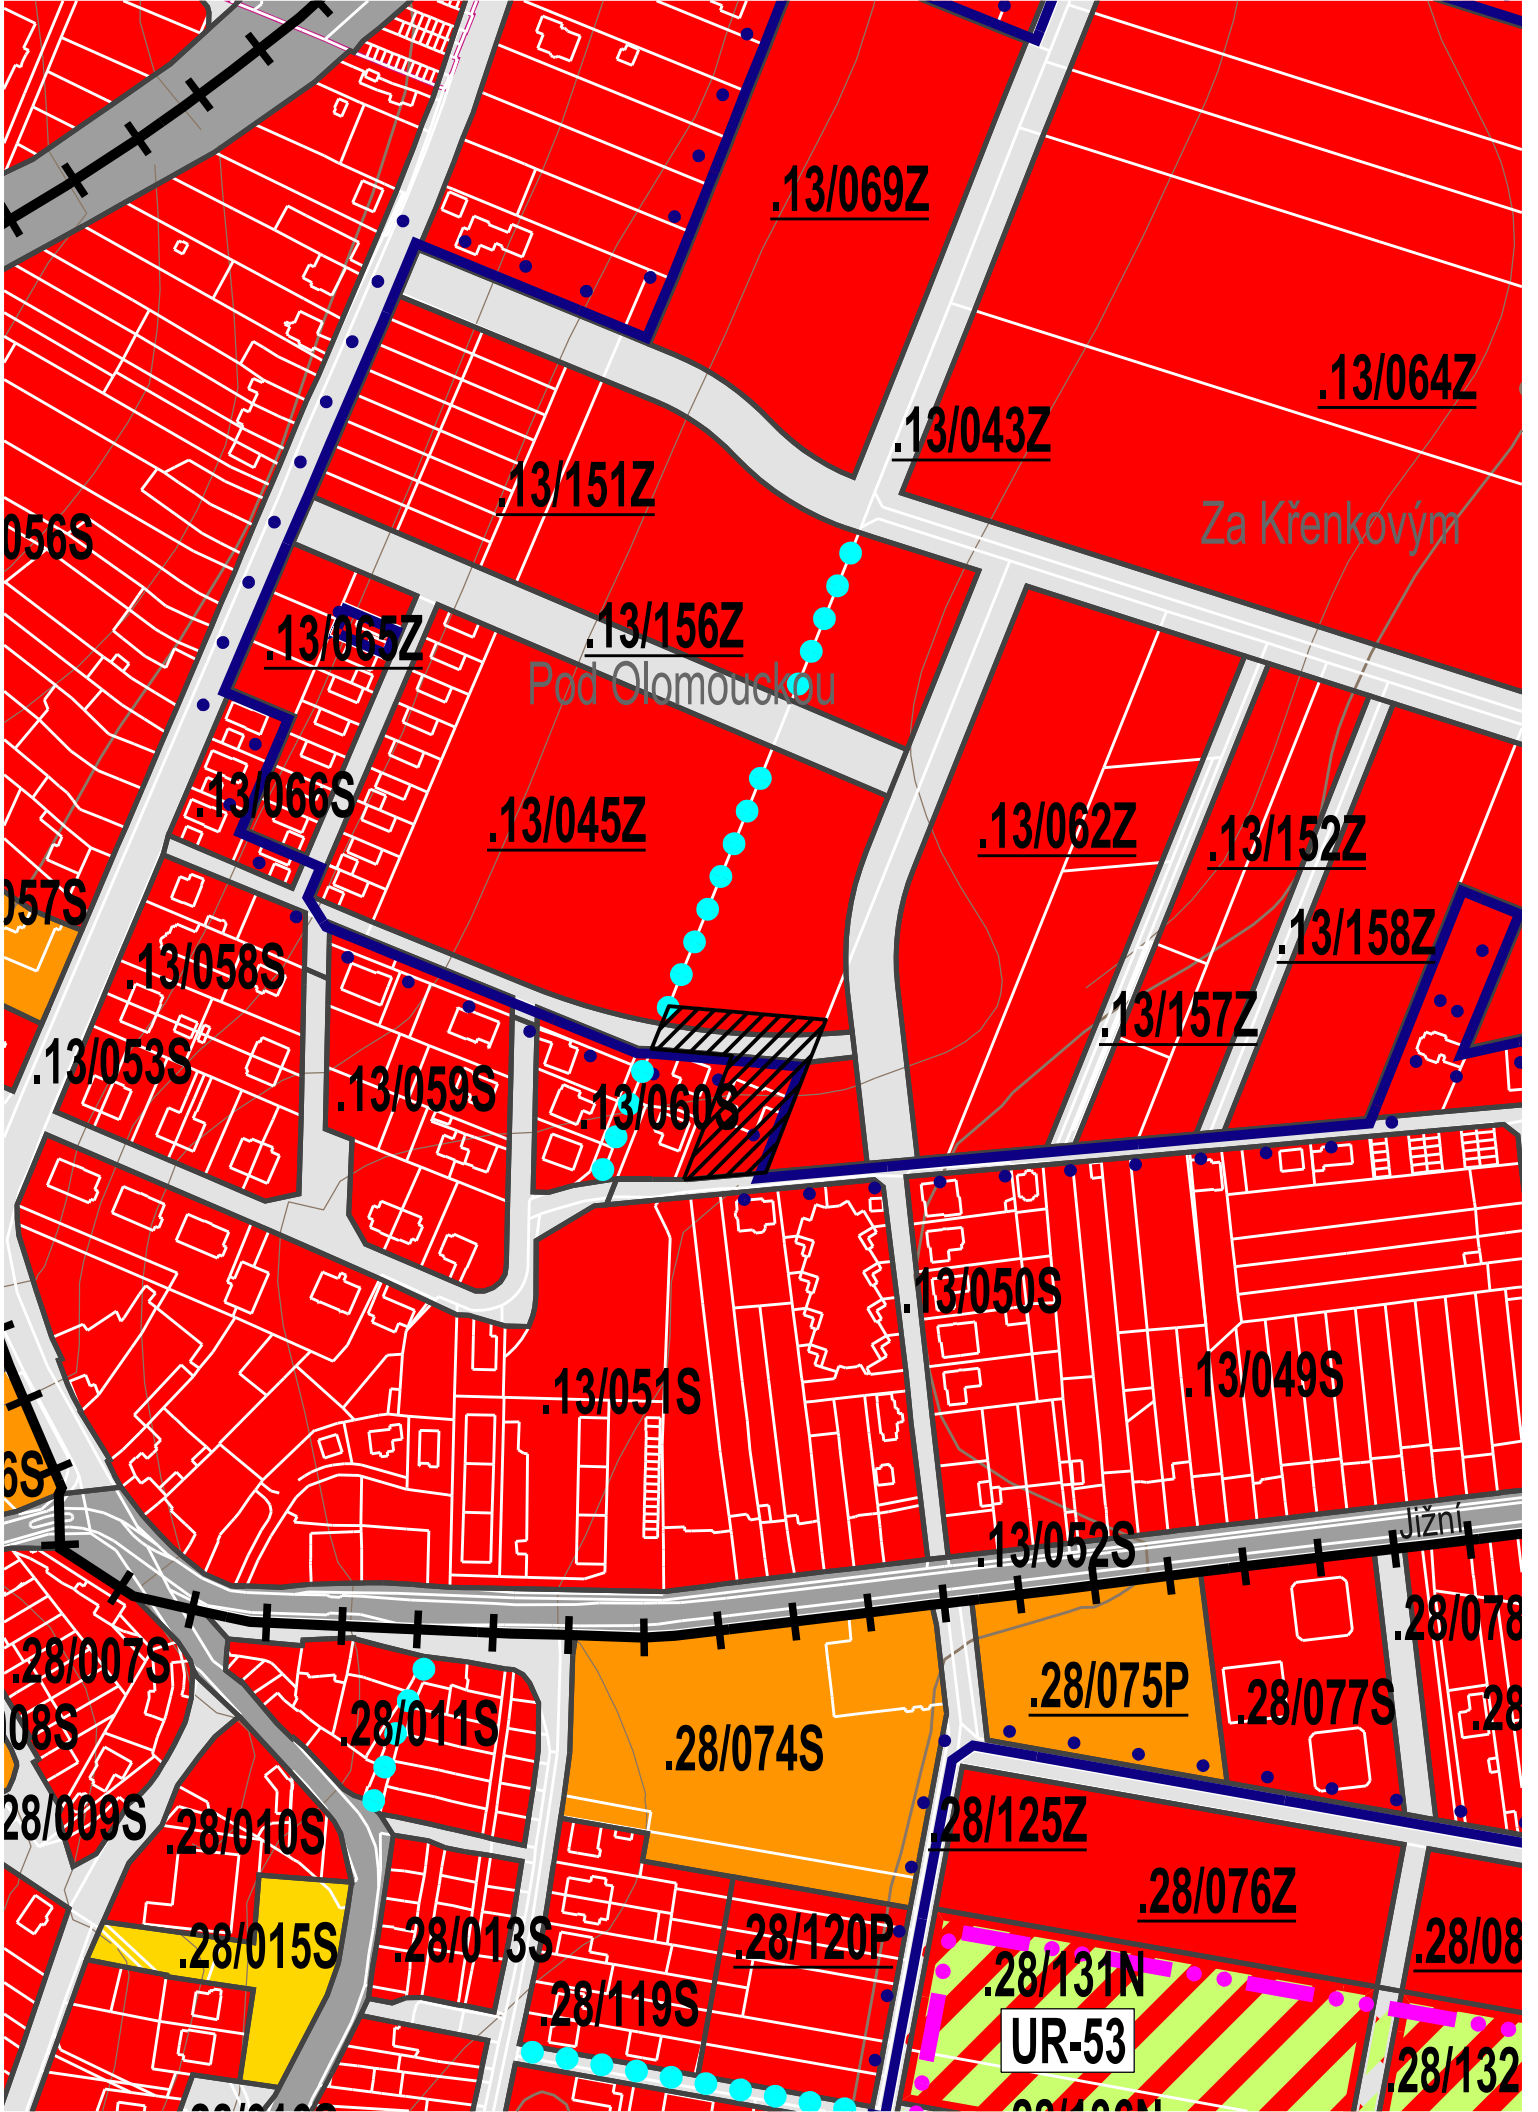 .13/069Z
.13/064Z
.13/043Z
.13/151Z
Za Křenkovým
056S
.13/156Z
.13/065Z
Pod Olomouckou
.13/066S
.13/045Z
.13/062Z
.13/152Z
057S
.13/158Z
.13/058S
.13/157Z
.13/053S
.13/059S
.13/060S
.13/050S
.13/049S
.13/051S
6S
Jižní
.13/052S
.28/078
.28/007S
.28/075P
.28/077S
.28
08S
.28/011S
.28/074S
28/009S
.28/010S
.28/125Z
.28/076Z
.28/015S
.28/013S
.28/120P
.28/08
.28/131N
.28/119S
UR-53
.28/132